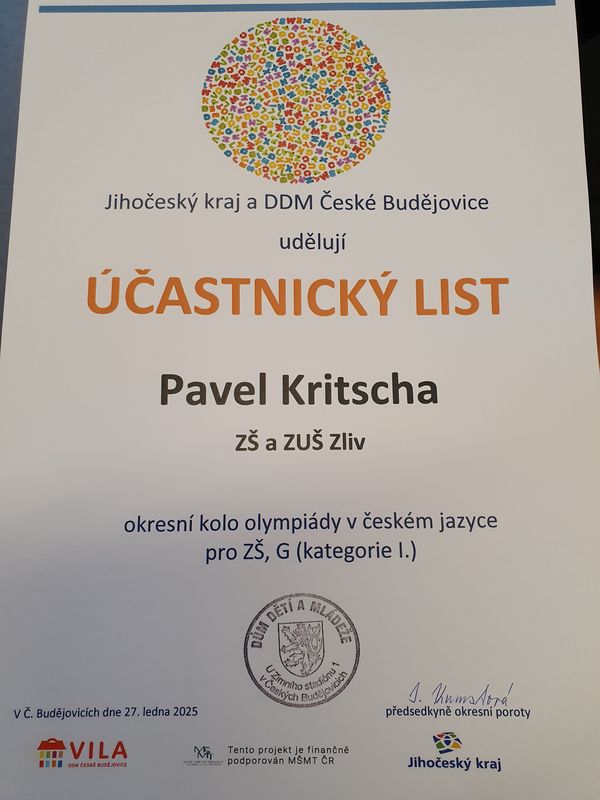 Jihočeský kraj a DDM České Budějovice
udělují
ÚČASTNICKÝ LIST
Pavel Kritscha
ZŠ a ZUŠ Zliv
okresní kolo olympiády v českém jazyce
pro ZŠ, G (kategorie I.)
DŮM DĚTÍ A MLÁDEŽE
U Zimního stadiónu 1
v Českých Budějovicích
V Č. Budějovicích dne 27. ledna 2025
předsedkyně okresní poroty
VILA
DDM ČESKÉ BUDĚJOVICE
Tento projekt je finančně
podporován MŠMT ČR
Jihočeský kraj